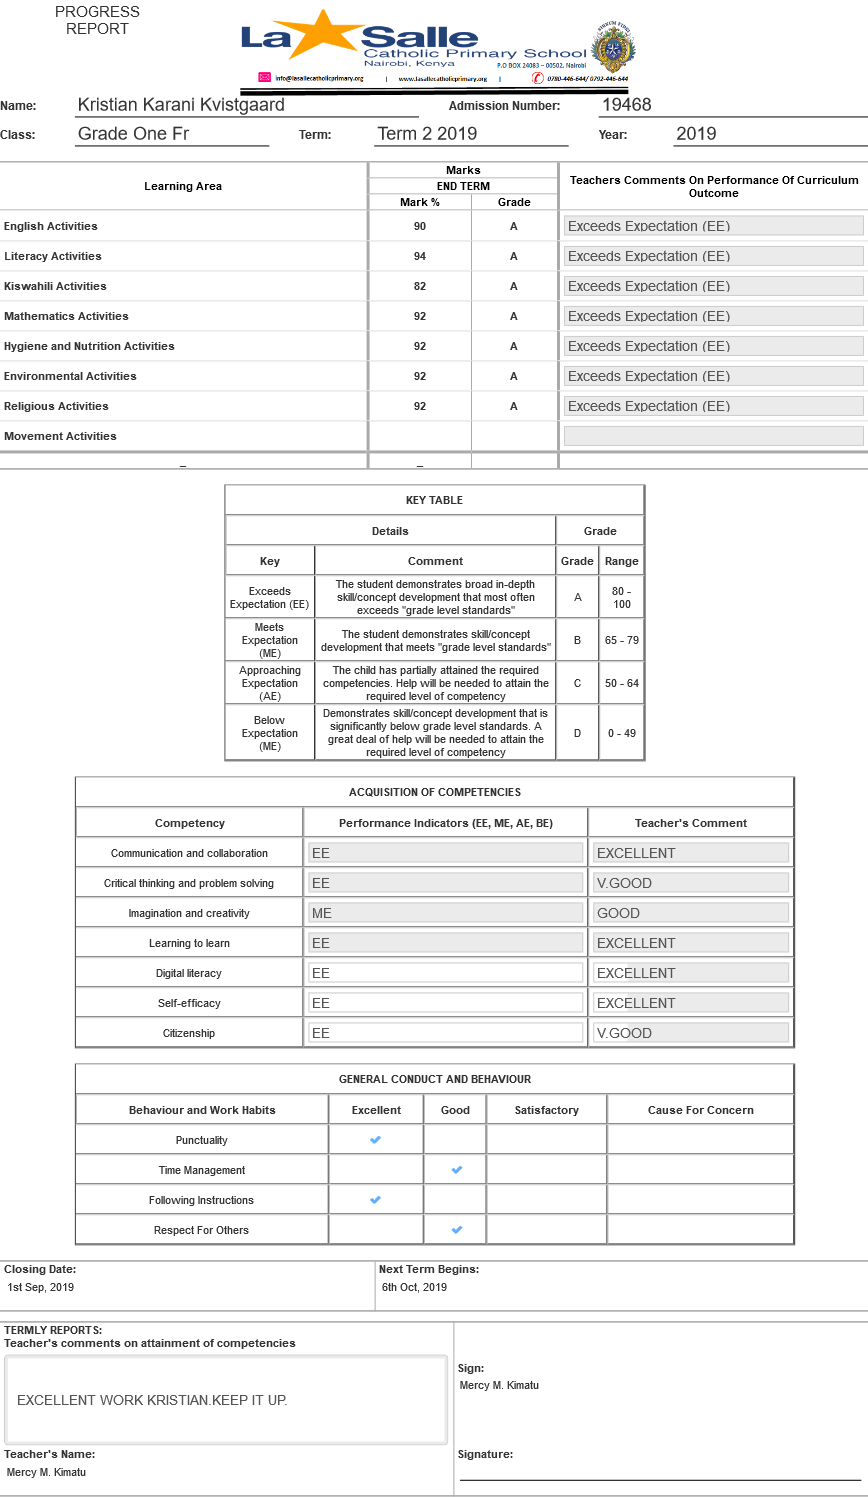 PROGRESS
REPORT
La Salle
Catholic Primary School
Nairobi, Kenya
P.O BOX 24083 – 00502, Nairobi
info@lasallecatholicprimary.org | www.lasallecatholicprimary.org | 0780-446-644/ 0792-446-644
Name: Kristian Karani Kvistgaard Admission Number: 19468
Class: Grade One Fr Term: Term 2 2019 Year: 2019
Learning Area Marks Teachers Comments On Performance Of Curriculum Outcome
END TERM
Mark % Grade
English Activities 90 A Exceeds Expectation (EE)
Literacy Activities 94 A Exceeds Expectation (EE)
Kiswahili Activities 82 A Exceeds Expectation (EE)
Mathematics Activities 92 A Exceeds Expectation (EE)
Hygiene and Nutrition Activities 92 A Exceeds Expectation (EE)
Environmental Activities 92 A Exceeds Expectation (EE)
Religious Activities 92 A Exceeds Expectation (EE)
Movement Activities
– –
KEY TABLE
Details Grade
Key Comment Grade Range
Exceeds Expectation (EE) The student demonstrates broad in-depth skill/concept development that most often exceeds "grade level standards" A 80 - 100
Meets Expectation (ME) The student demonstrates skill/concept development that meets "grade level standards" B 65 - 79
Approaching Expectation (AE) The child has partially attained the required competencies. Help will be needed to attain the required level of competency C 50 - 64
Below Expectation (ME) Demonstrates skill/concept development that is significantly below grade level standards. A great deal of help will be needed to attain the required level of competency D 0 - 49
ACQUISITION OF COMPETENCIES
Competency Performance Indicators (EE, ME, AE, BE) Teacher's Comment
Communication and collaboration EE EXCELLENT
Critical thinking and problem solving EE V.GOOD
Imagination and creativity ME GOOD
Learning to learn EE EXCELLENT
Digital literacy EE EXCELLENT
Self-efficacy EE EXCELLENT
Citizenship EE V.GOOD
GENERAL CONDUCT AND BEHAVIOUR
Behaviour and Work Habits Excellent Good Satisfactory Cause For Concern
Punctuality ✔
Time Management ✔
Following Instructions ✔
Respect For Others ✔
Closing Date: Next Term Begins:
1st Sep, 2019 6th Oct, 2019
TERMLY REPORTS:
Teacher's comments on attainment of competencies
EXCELLENT WORK KRISTIAN.KEEP IT UP.
Sign:
Mercy M. Kimatu
Teacher's Name: Signature:
Mercy M. Kimatu